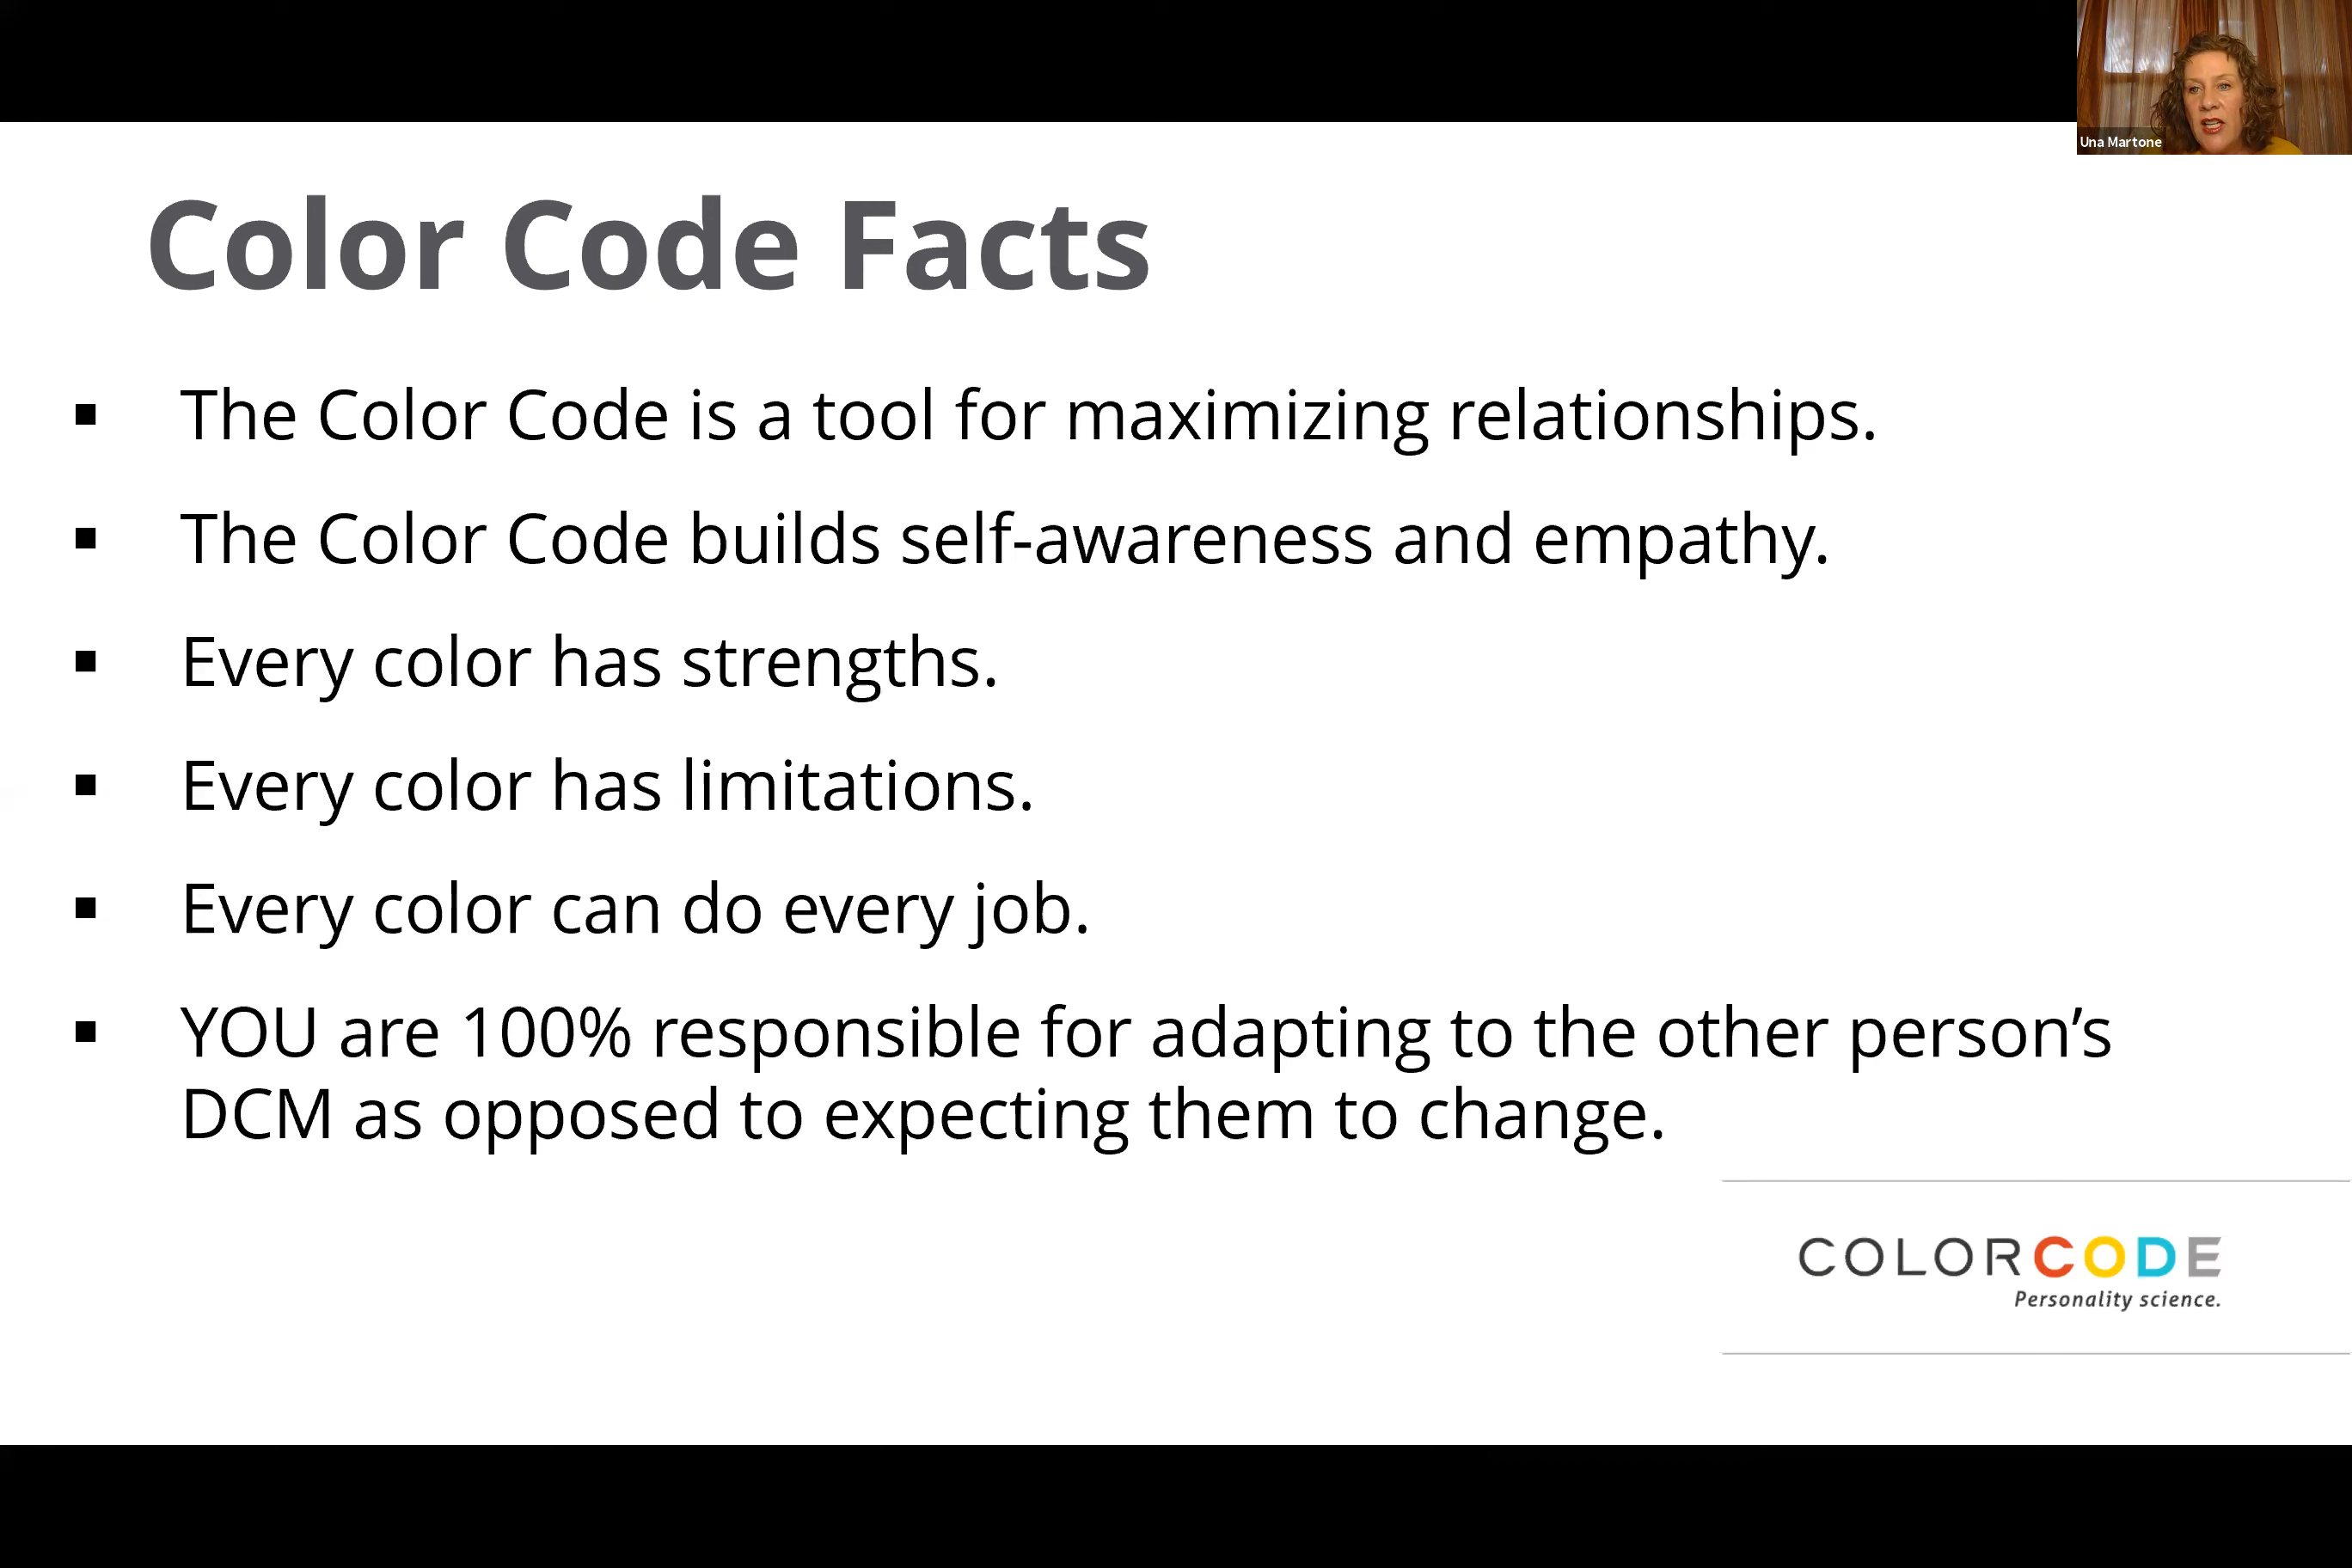 Una Martone
Color Code Facts
▪ The Color Code is a tool for maximizing relationships.
▪ The Color Code builds self-awareness and empathy.
▪ Every color has strengths.
▪ Every color has limitations.
▪ Every color can do every job.
▪ YOU are 100% responsible for adapting to the other person’s
DCM as opposed to expecting them to change.
COLORCODE
Personality science.